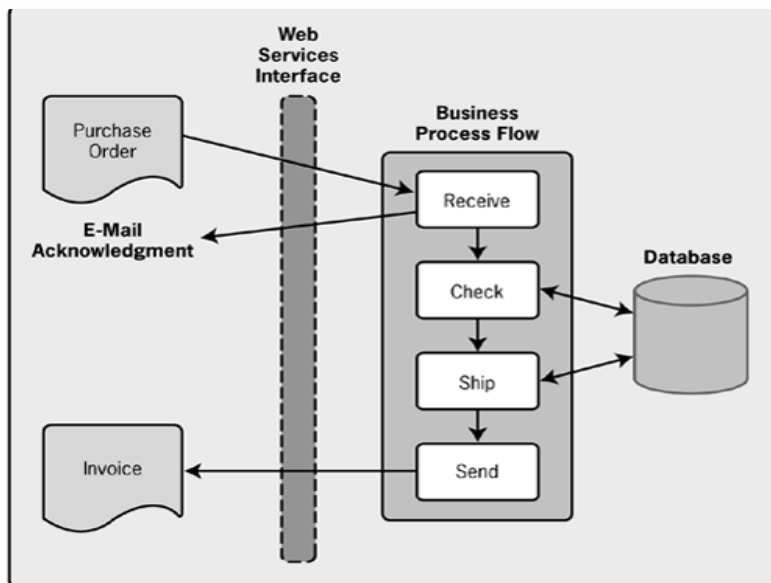 Web
Services
Interface
Business
Process Flow
Purchase
Order
Receive
E-Mail
Acknowledgment
Database
Check
Ship
Invoice
Send